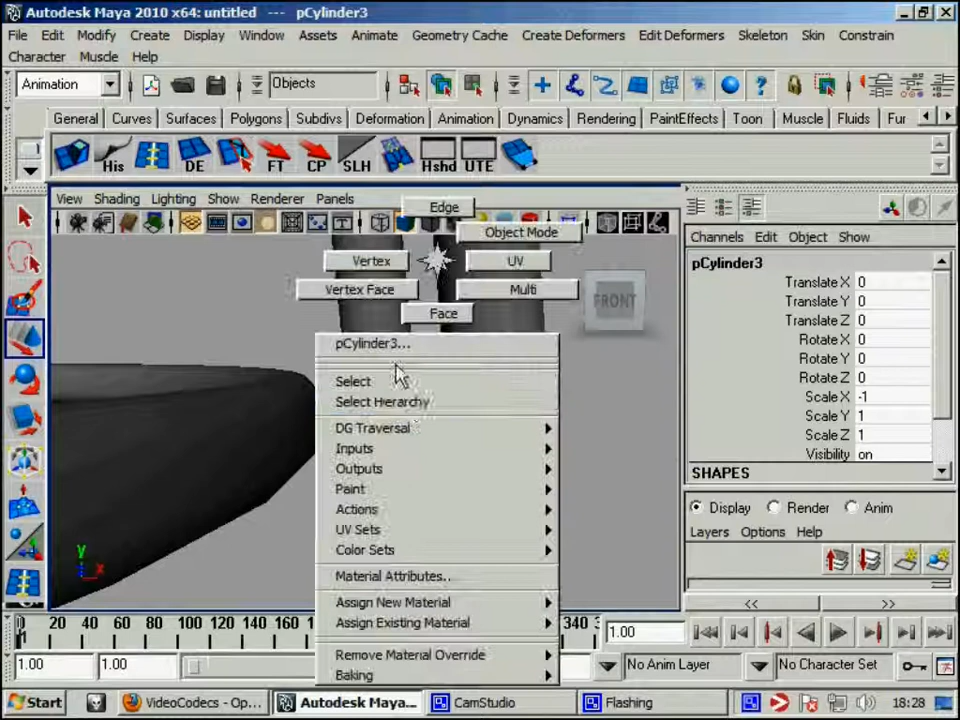 Autodesk Maya 2010 x64: untitled --- pCylinder3
File Edit Modify Create Display Window Assets Animate Geometry Cache Create Deformers Edit Deformers Skeleton Skin Constrain
Character Muscle Help
Animation Objects
General Curves Surfaces Polygons Subdivs Deformation Animation Dynamics Rendering PaintEffects Toon Muscle Fluids Fur
His DE FT CP SLH Hshd UTE
View Shading Lighting Show Renderer Panels
Edge
Object Mode
Vertex UV
Vertex Face Multi
Face
FRONT
pCylinder3...
Select
Select Hierarchy
DG Traversal
Inputs
Outputs
Paint
Actions
UV Sets
Color Sets
Material Attributes...
Assign New Material
Assign Existing Material
Remove Material Override
Baking
y
x
Channels Edit Object Show
pCylinder3
Translate X 0
Translate Y 0
Translate Z 0
Rotate X 0
Rotate Y 0
Rotate Z 0
Scale X -1
Scale Y 1
Scale Z 1
Visibility on
SHAPES
Display Render Anim
Layers Options Help
<< >>
20 40 60 80 100 120 140 160 340 1.00
1.00 1.00 No Anim Layer No Character Set
Start VideoCodecs - Op... Autodesk Maya... CamStudio Flashing 18:28